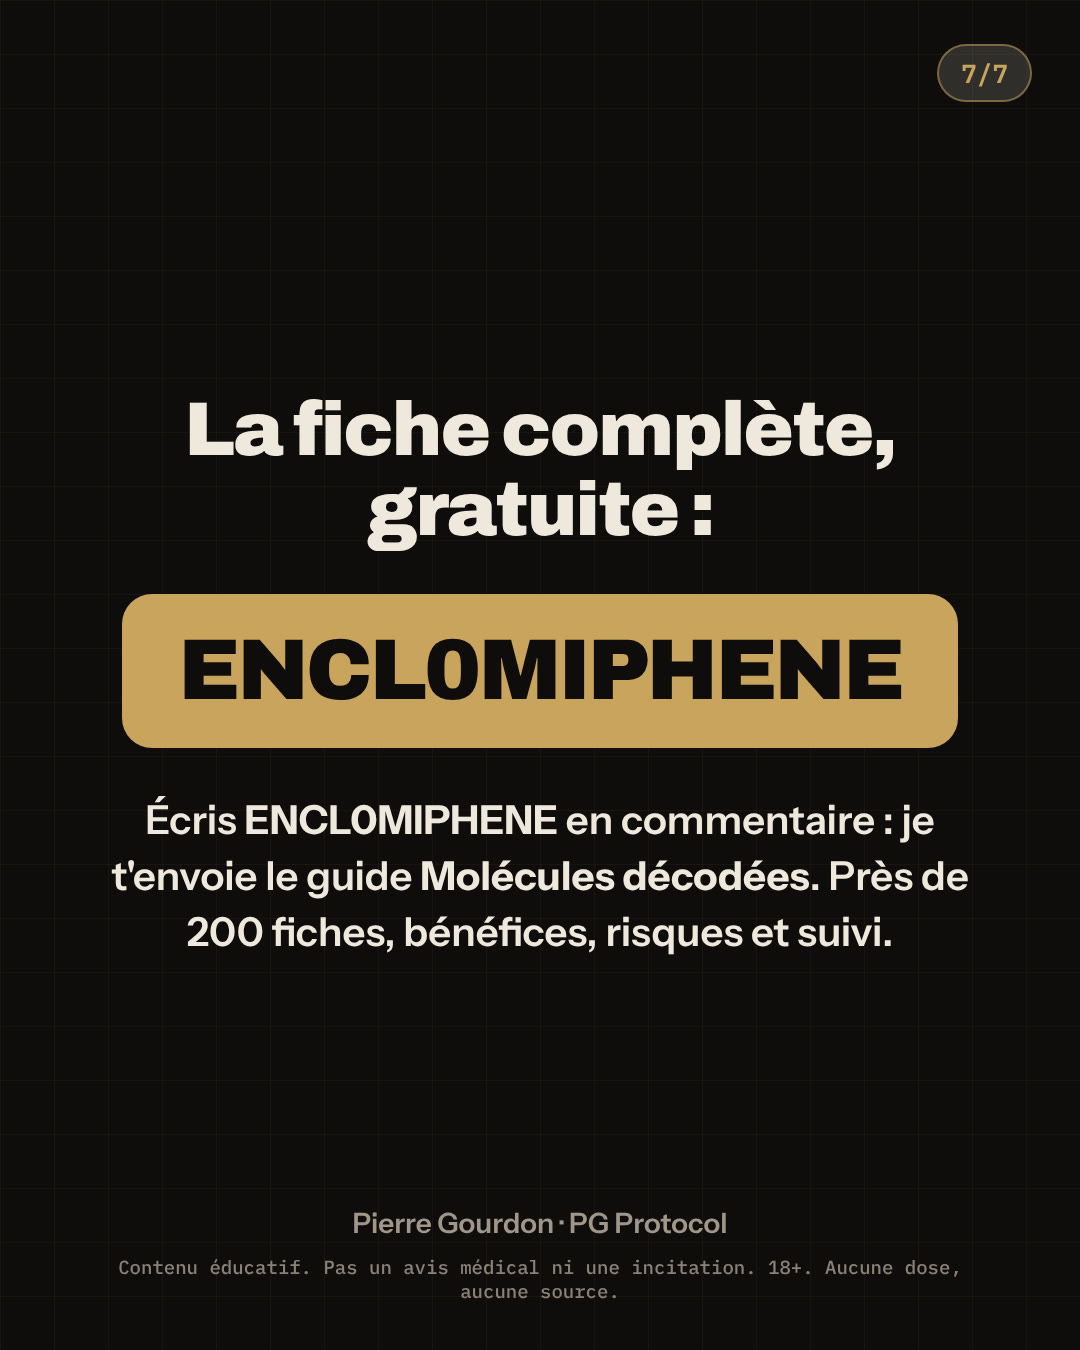 7/7
La fiche complète,
gratuite :
ENCL0MIPHENE
Écris ENCL0MIPHENE en commentaire : je
t'envoie le guide Molécules décodées. Près de
200 fiches, bénéfices, risques et suivi.
Pierre Gourdon · PG Protocol
Contenu éducatif. Pas un avis médical ni une incitation. 18+. Aucune dose,
aucune source.